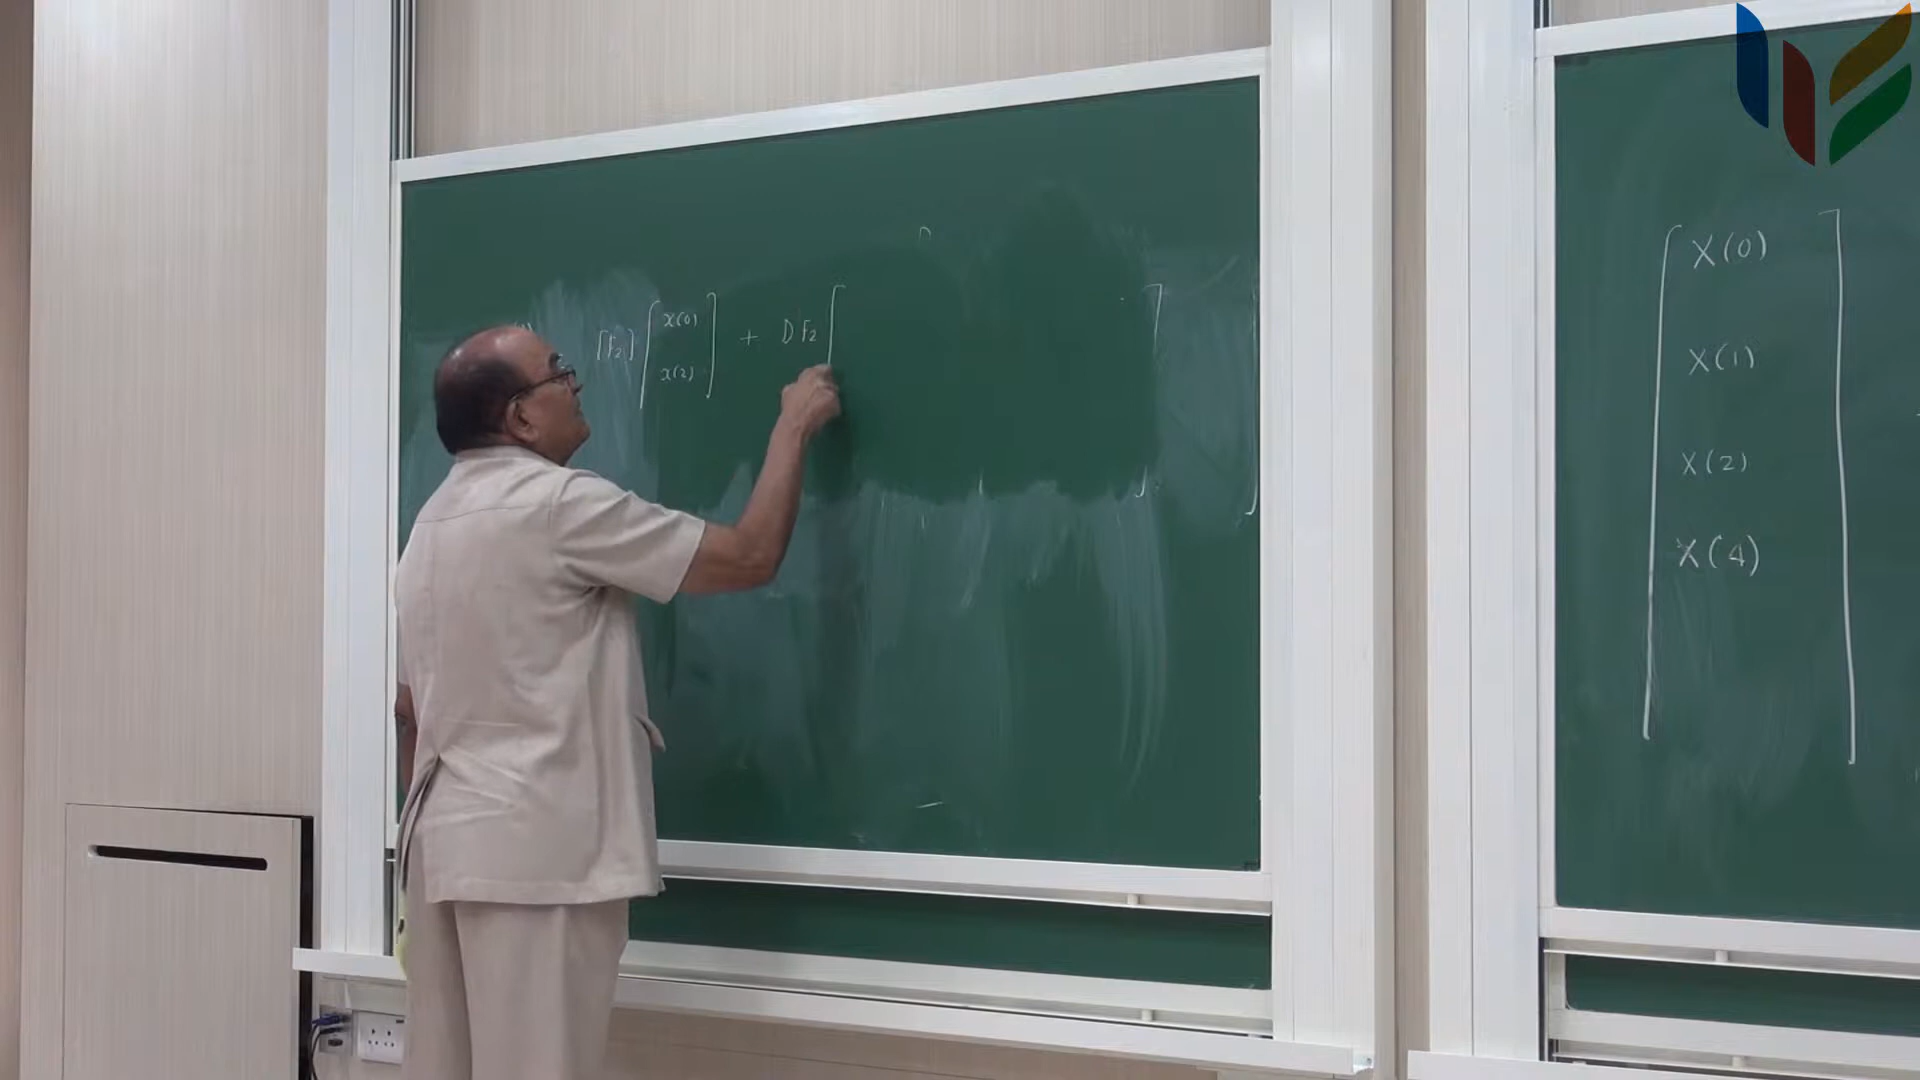 [F2] [x(0)] + D F2 [
x(2)
X(0)
X(1)
X(2)
X(4)